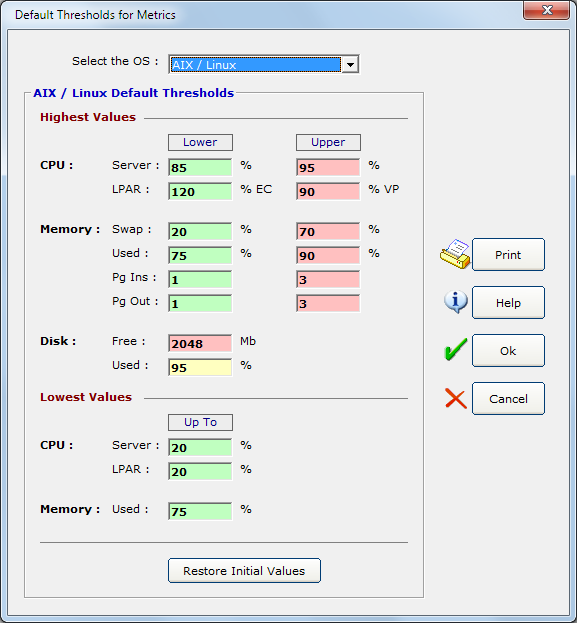 Default Thresholds for Metrics
Select the OS : AIX / Linux
AIX / Linux Default Thresholds
Highest Values
Lower Upper
CPU : Server : 85 % 95 %
LPAR : 120 % EC 90 % VP
Memory : Swap : 20 % 70 %
Used : 75 % 90 %
Pg Ins : 1 3
Pg Out : 1 3
Disk : Free : 2048 Mb
Used : 95 %
Lowest Values
Up To
CPU : Server : 20 %
LPAR : 20 %
Memory : Used : 75 %
Restore Initial Values
Print
Help
Ok
Cancel